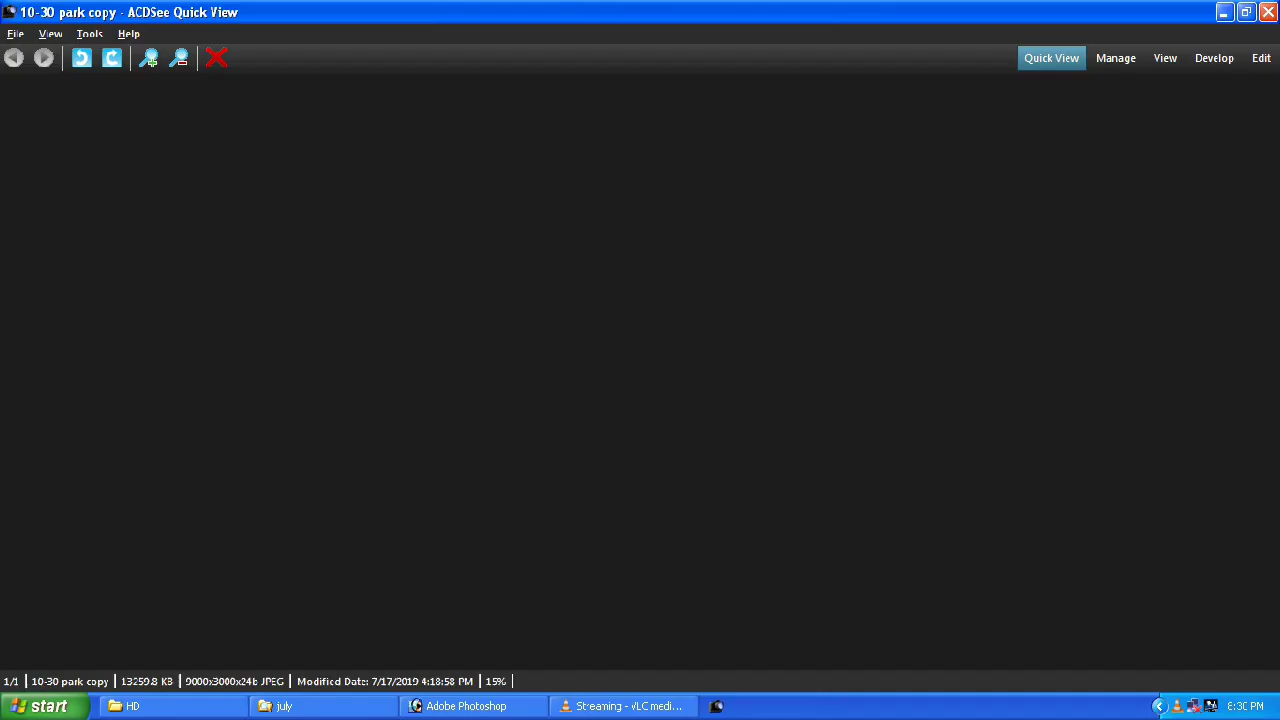 10-30 park copy - ACDSee Quick View
File View Tools Help
Quick View Manage View Develop Edit
1/1 10-30 park copy 13259.8 KB 9000x3000x24b JPEG Modified Date: 7/17/2019 4:18:58 PM 15%
start HD july Adobe Photoshop Streaming - VLC medi... 8:30 PM